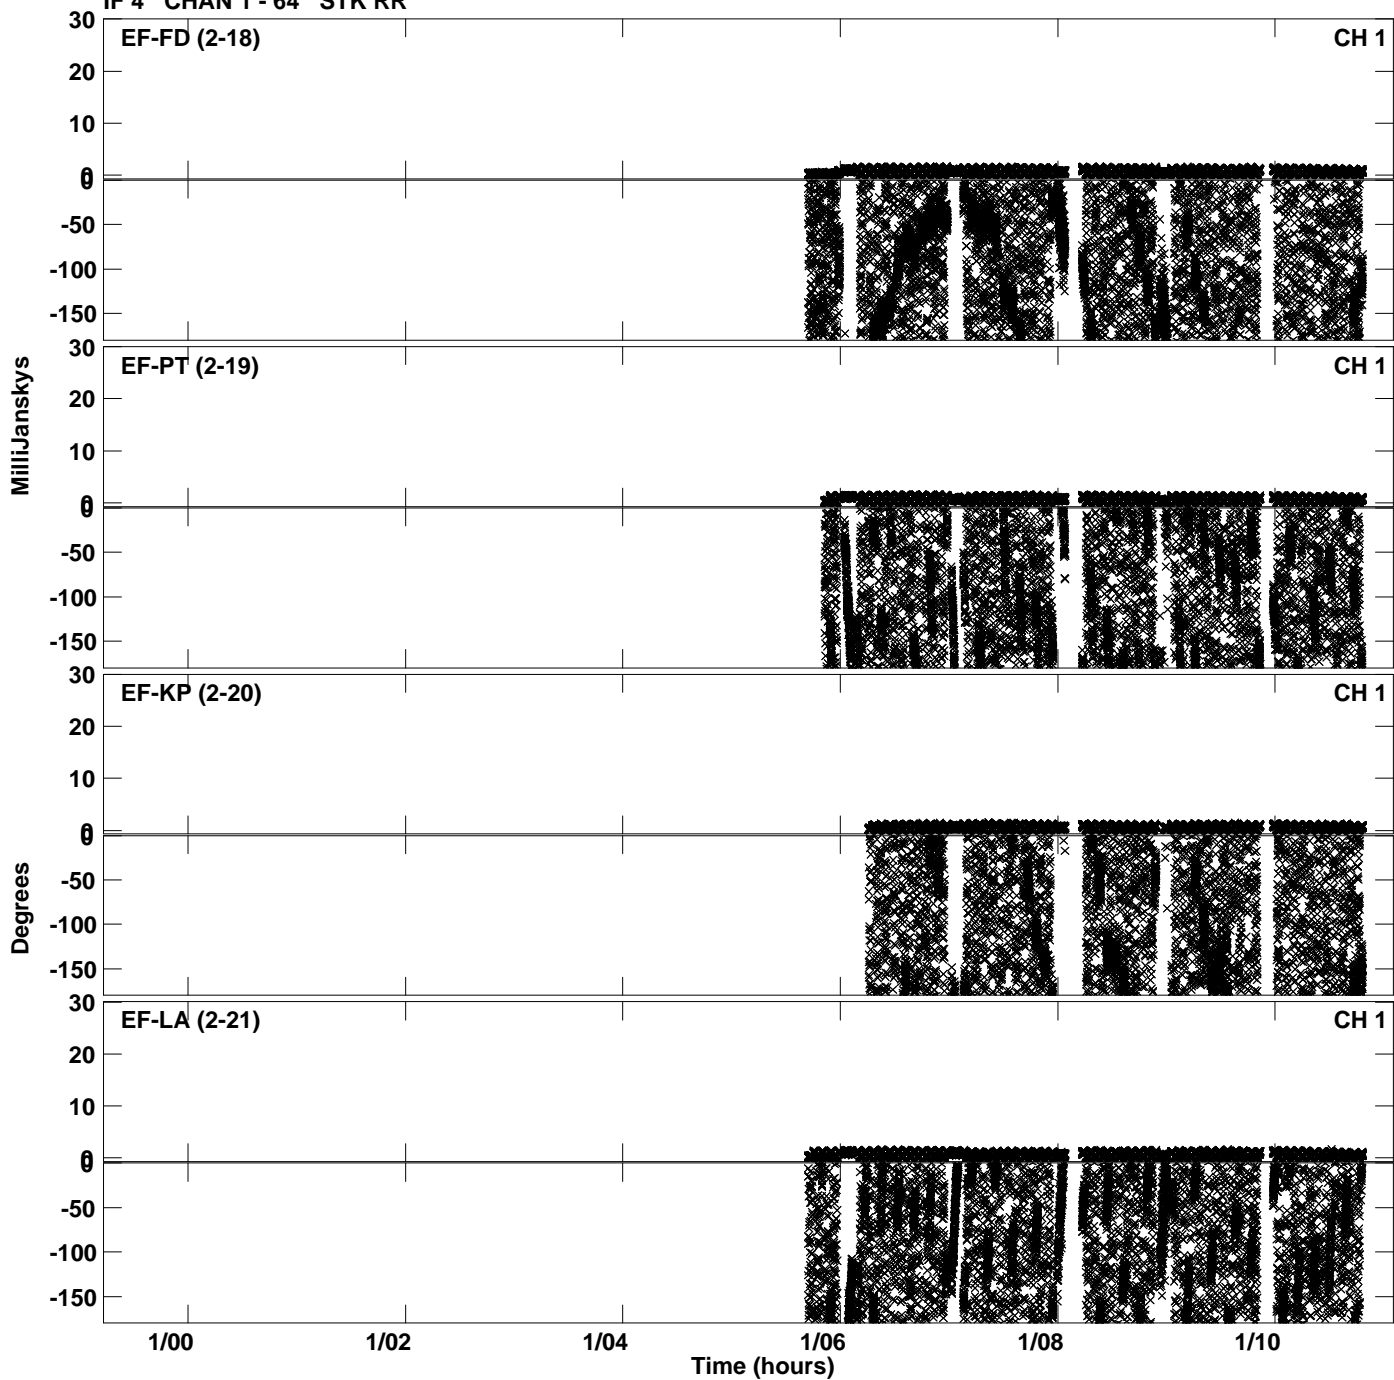 IF 4 CHAN 1 - 64 STK RR
EF-FD (2-18)
CH 1
30
20
10
0
0
-50
-100
-150
EF-PT (2-19)
CH 1
30
20
10
0
0
-50
-100
-150
EF-KP (2-20)
CH 1
30
20
10
0
0
-50
-100
-150
EF-LA (2-21)
CH 1
30
20
10
0
0
-50
-100
-150
MilliJanskys
Degrees
1/00 1/02 1/04 1/06 1/08 1/10
Time (hours)